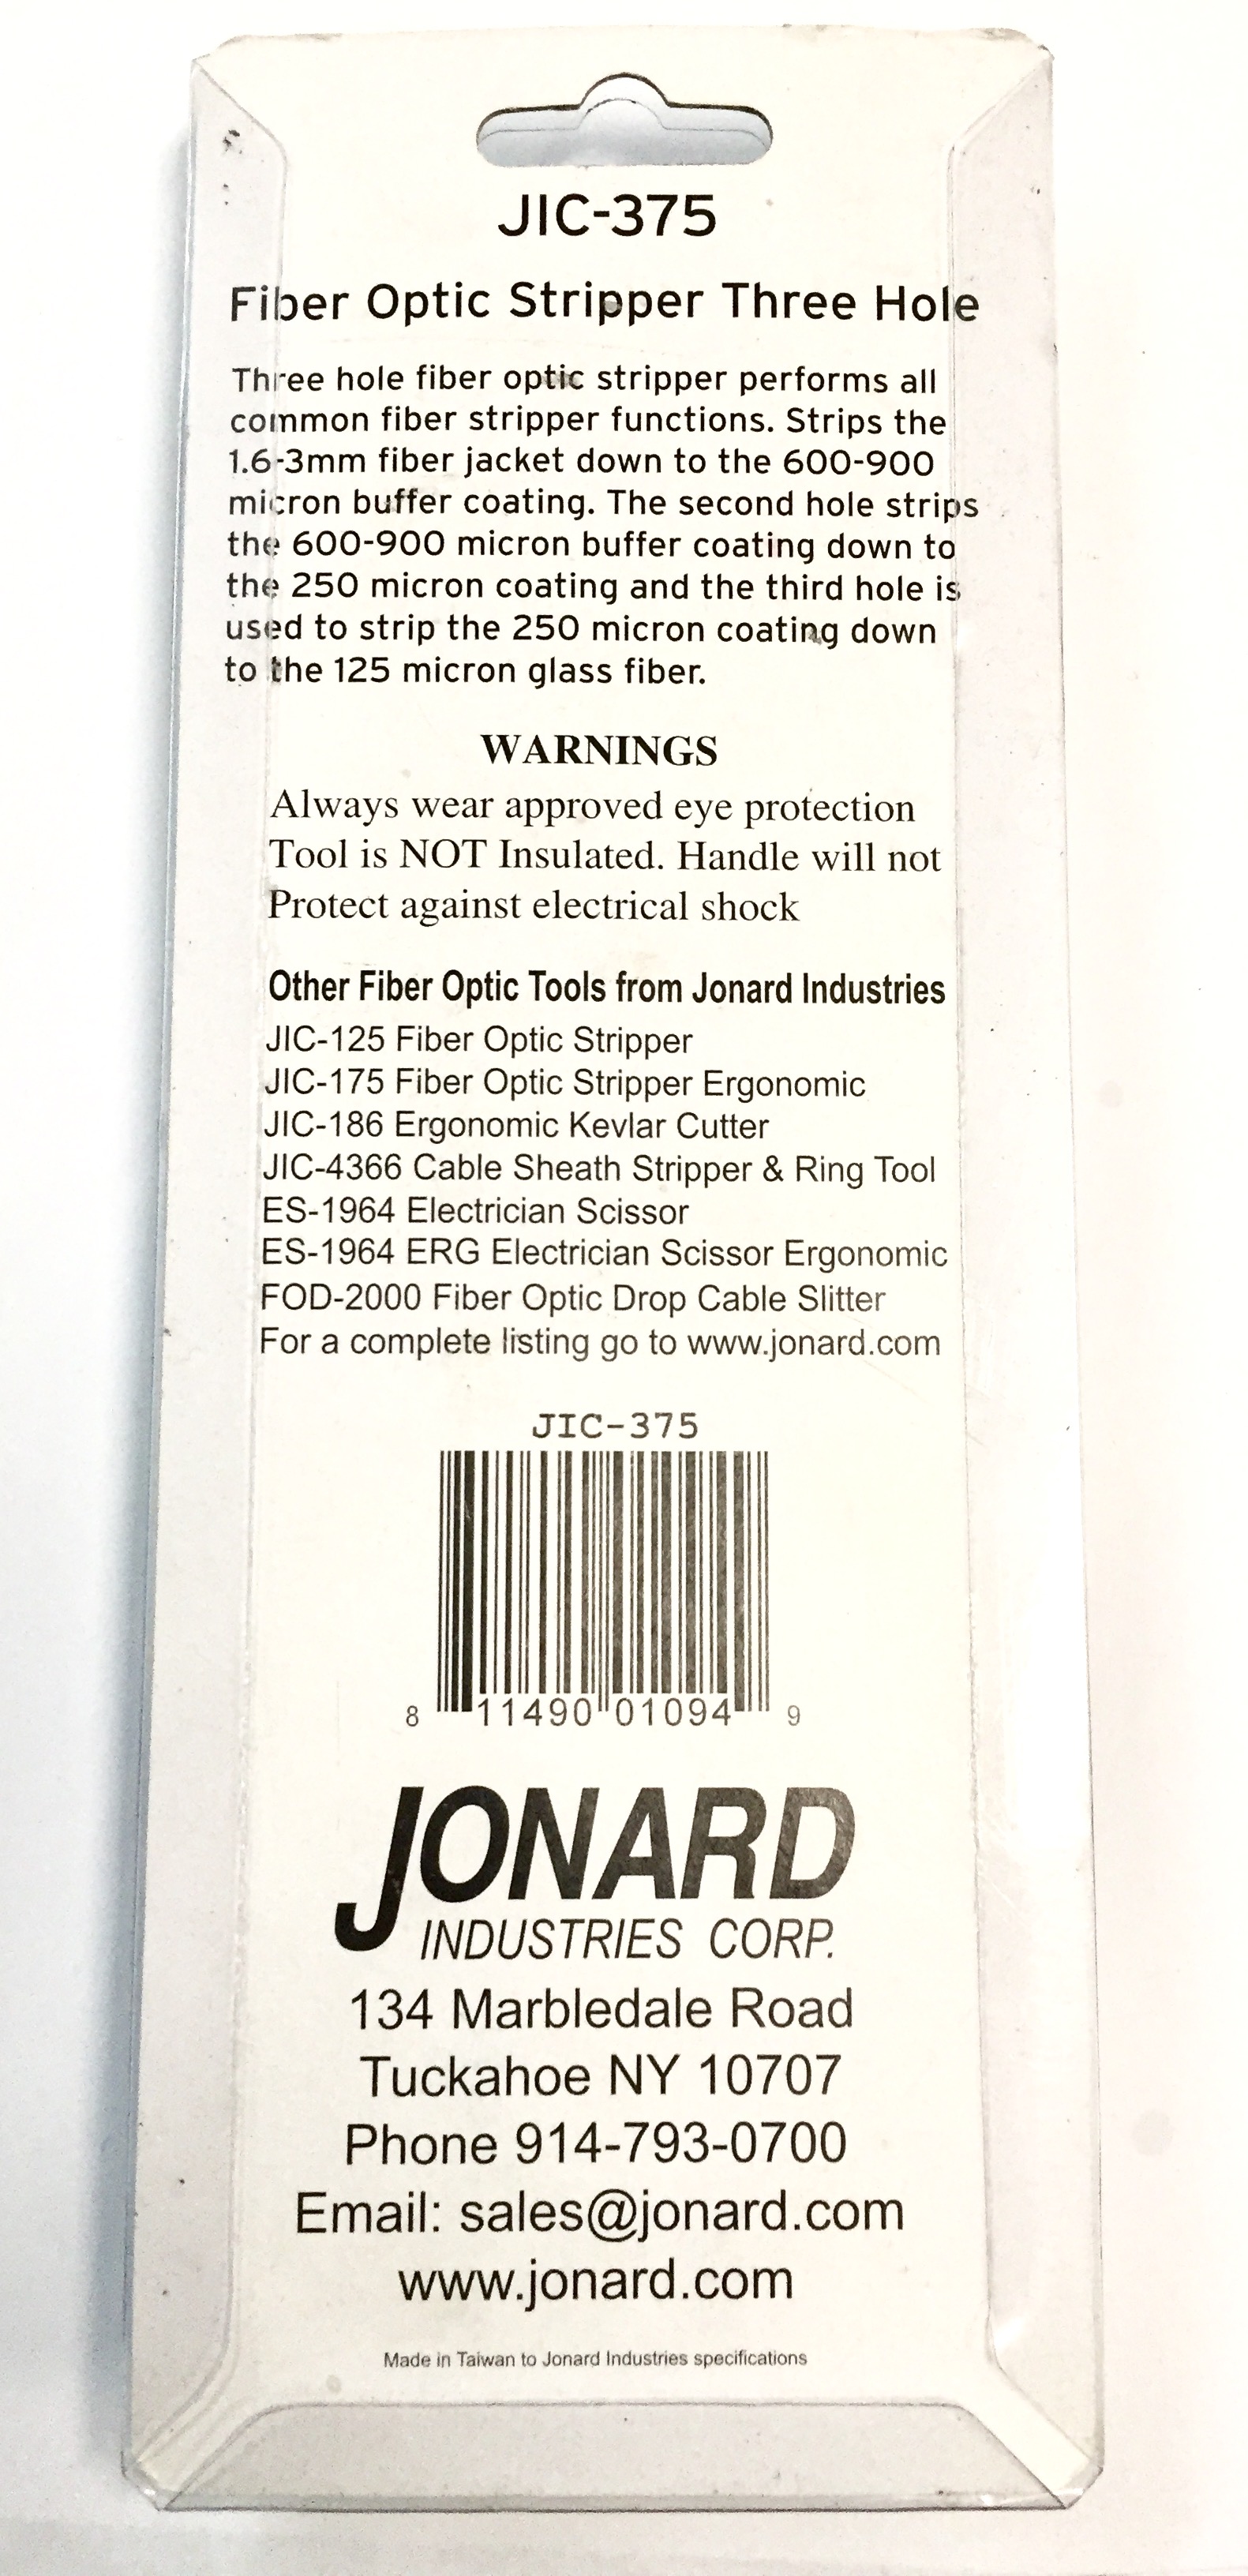 JIC-375
Fiber Optic Stripper Three Hole
Three hole fiber optic stripper performs all
common fiber stripper functions. Strips the
1.6-3mm fiber jacket down to the 600-900
micron buffer coating. The second hole strips
the 600-900 micron buffer coating down to
the 250 micron coating and the third hole is
used to strip the 250 micron coating down
to the 125 micron glass fiber.
WARNINGS
Always wear approved eye protection
Tool is NOT Insulated. Handle will not
Protect against electrical shock
Other Fiber Optic Tools from Jonard Industries
JIC-125 Fiber Optic Stripper
JIC-175 Fiber Optic Stripper Ergonomic
JIC-186 Ergonomic Kevlar Cutter
JIC-4366 Cable Sheath Stripper & Ring Tool
ES-1964 Electrician Scissor
ES-1964 ERG Electrician Scissor Ergonomic
FOD-2000 Fiber Optic Drop Cable Slitter
For a complete listing go to www.jonard.com
JIC-375
8 11490 01094 9
JONARD
INDUSTRIES CORP.
134 Marbledale Road
Tuckahoe NY 10707
Phone 914-793-0700
Email: sales@jonard.com
www.jonard.com
Made in Taiwan to Jonard Industries specifications